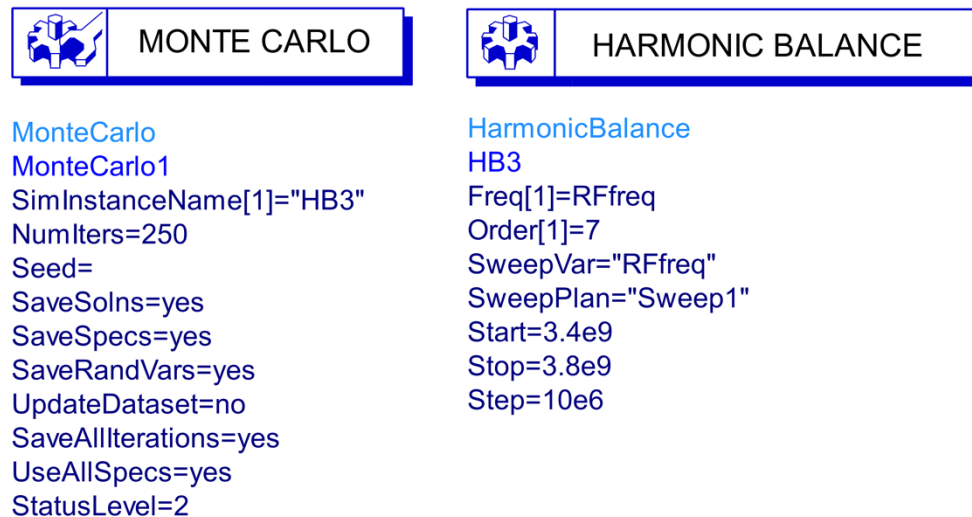 MONTE CARLO
MonteCarlo
MonteCarlo1
SimInstanceName[1]="HB3"
NumIters=250
Seed=
SaveSolns=yes
SaveSpecs=yes
SaveRandVars=yes
UpdateDataset=no
SaveAllIterations=yes
UseAllSpecs=yes
StatusLevel=2
HARMONIC BALANCE
HarmonicBalance
HB3
Freq[1]=RFfreq
Order[1]=7
SweepVar="RFfreq"
SweepPlan="Sweep1"
Start=3.4e9
Stop=3.8e9
Step=10e6